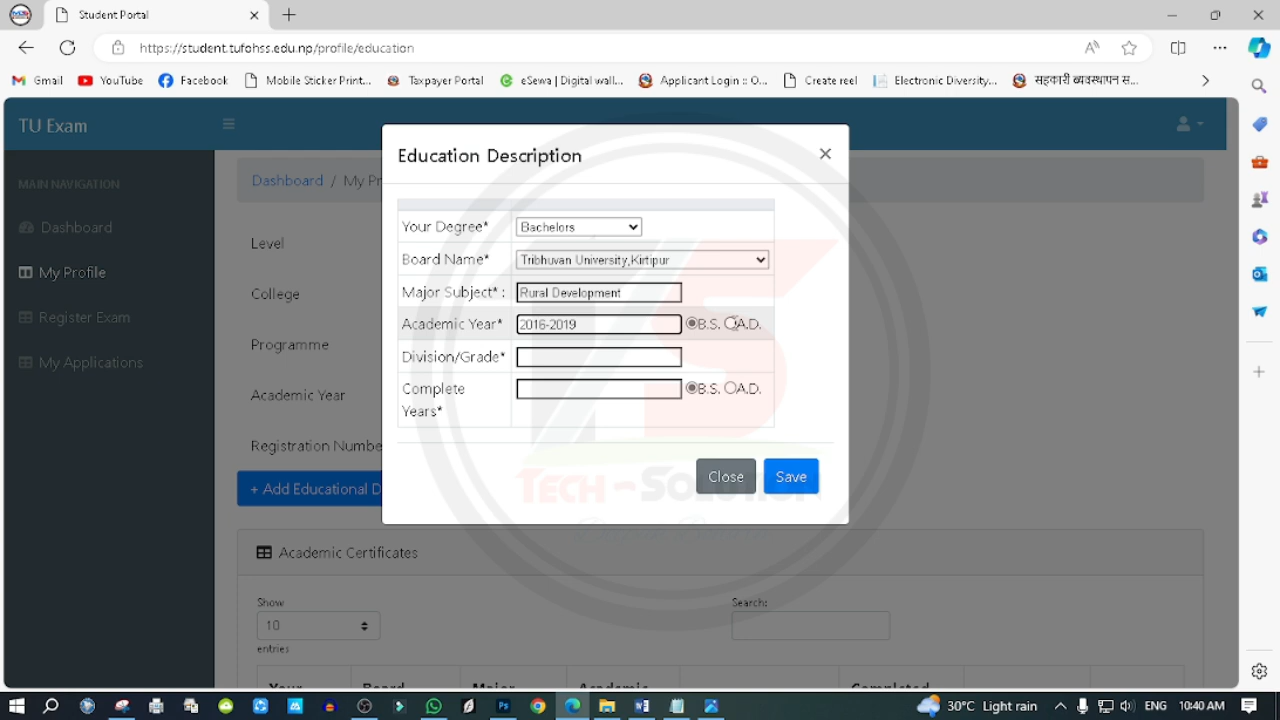 Student Portal
https://student.tufohss.edu.np/profile/education
Gmail YouTube Facebook Mobile Sticker Print... Taxpayer Portal eSewa | Digital wall... Applicant Login :: O... Create reel Electronic Diversity... सहकारी ब्यवस्थापन स...
TU Exam
MAIN NAVIGATION
Dashboard
My Profile
Register Exam
My Applications
Dashboard / My Pr
Level
College
Programme
Academic Year
Registration Numbe
+ Add Educational D
Education Description ×
Your Degree* Bachelors
Board Name* Tribhuvan University,Kirtipur
Major Subject* : Rural Development
Academic Year* 2016-2019 B.S. A.D.
Division/Grade*
Complete B.S. A.D.
Years*
Close Save
TECH-SOLUTION
Academic Certificates
Show Search:
10
entries
Your Board Major Academic Completed
30°C Light rain ENG 10:40 AM